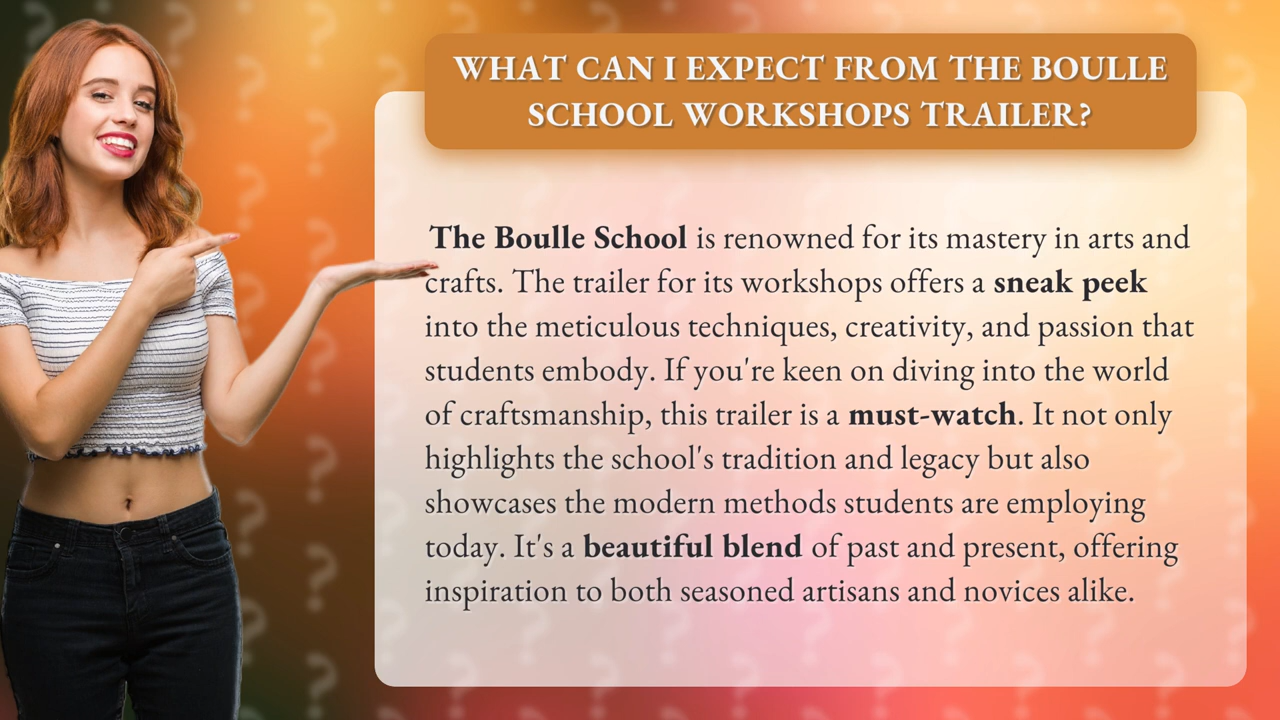 WHAT CAN I EXPECT FROM THE BOULLE
SCHOOL WORKSHOPS TRAILER?
The Boulle School is renowned for its mastery in arts and
crafts. The trailer for its workshops offers a sneak peek
into the meticulous techniques, creativity, and passion that
students embody. If you're keen on diving into the world
of craftsmanship, this trailer is a must-watch. It not only
highlights the school's tradition and legacy but also
showcases the modern methods students are employing
today. It's a beautiful blend of past and present, offering
inspiration to both seasoned artisans and novices alike.